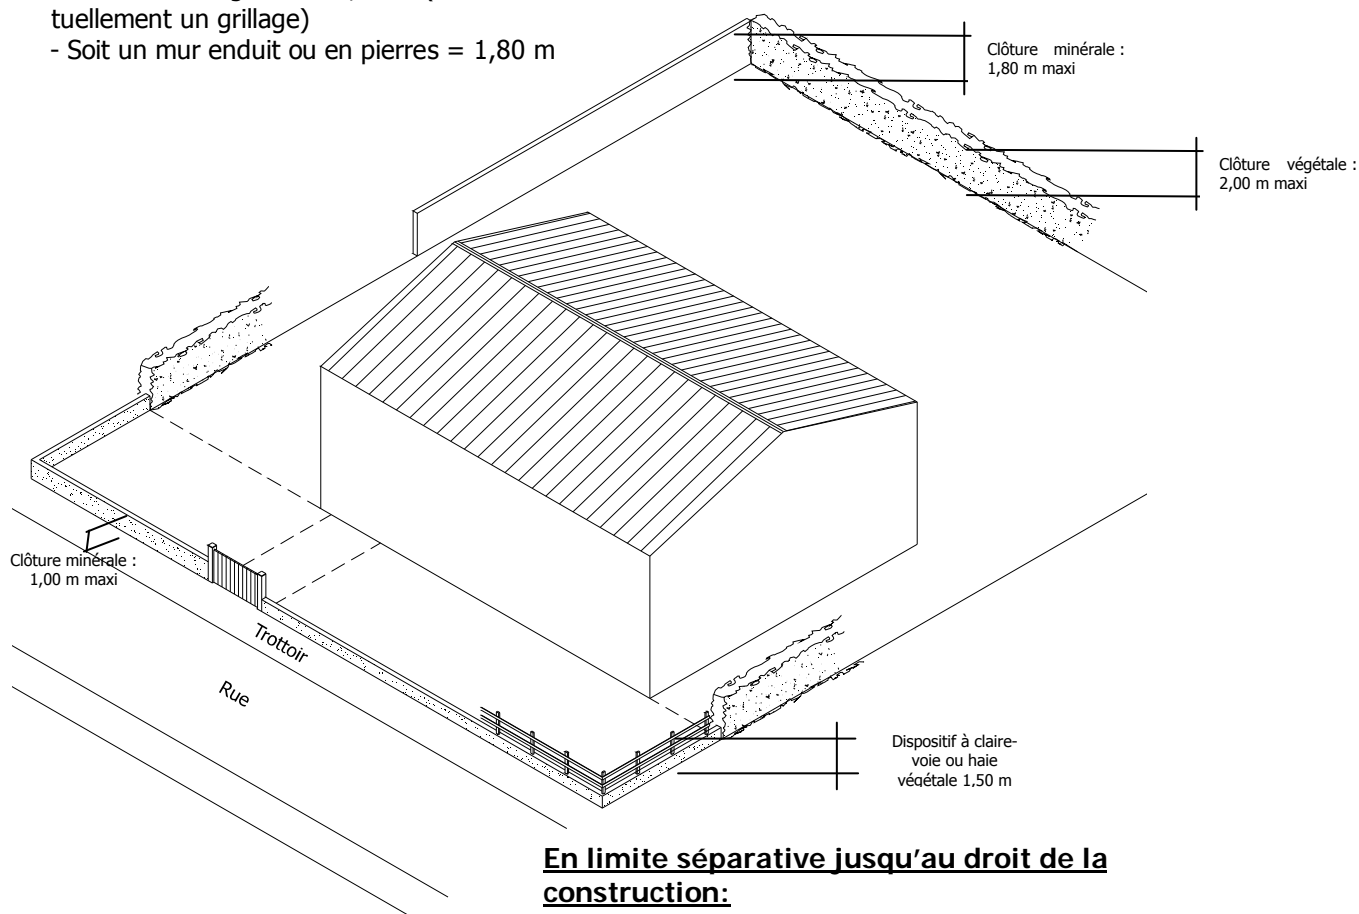 tuellement un grillage)
- Soit un mur enduit ou en pierres = 1,80 m
Clôture minérale :
1,80 m maxi
Clôture végétale :
2,00 m maxi
Clôture minérale :
1,00 m maxi
Trottoir
Rue
Dispositif à claire-
voie ou haie
végétale 1,50 m
En limite séparative jusqu'au droit de la
construction: